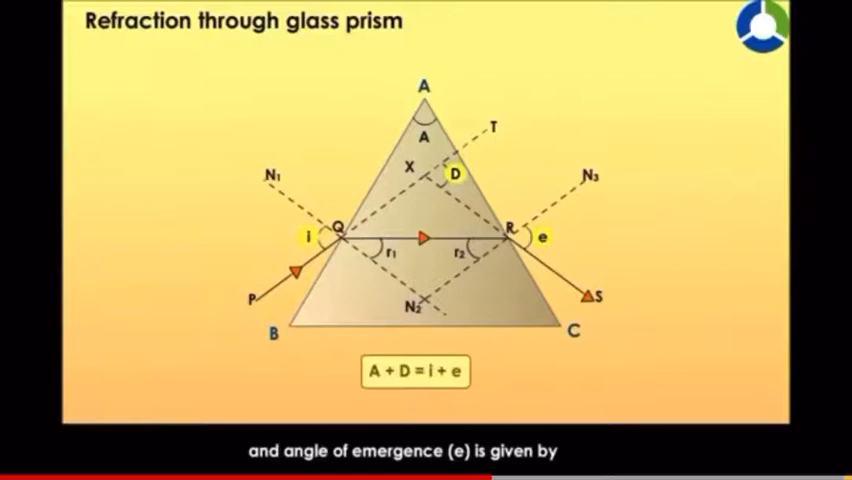 Refraction through glass prism
A
A
T
X
D
N₁
N₃
Q
R
i
e
r₁
r₂
P
S
N₂
B
C
A + D = i + e
and angle of emergence (e) is given by